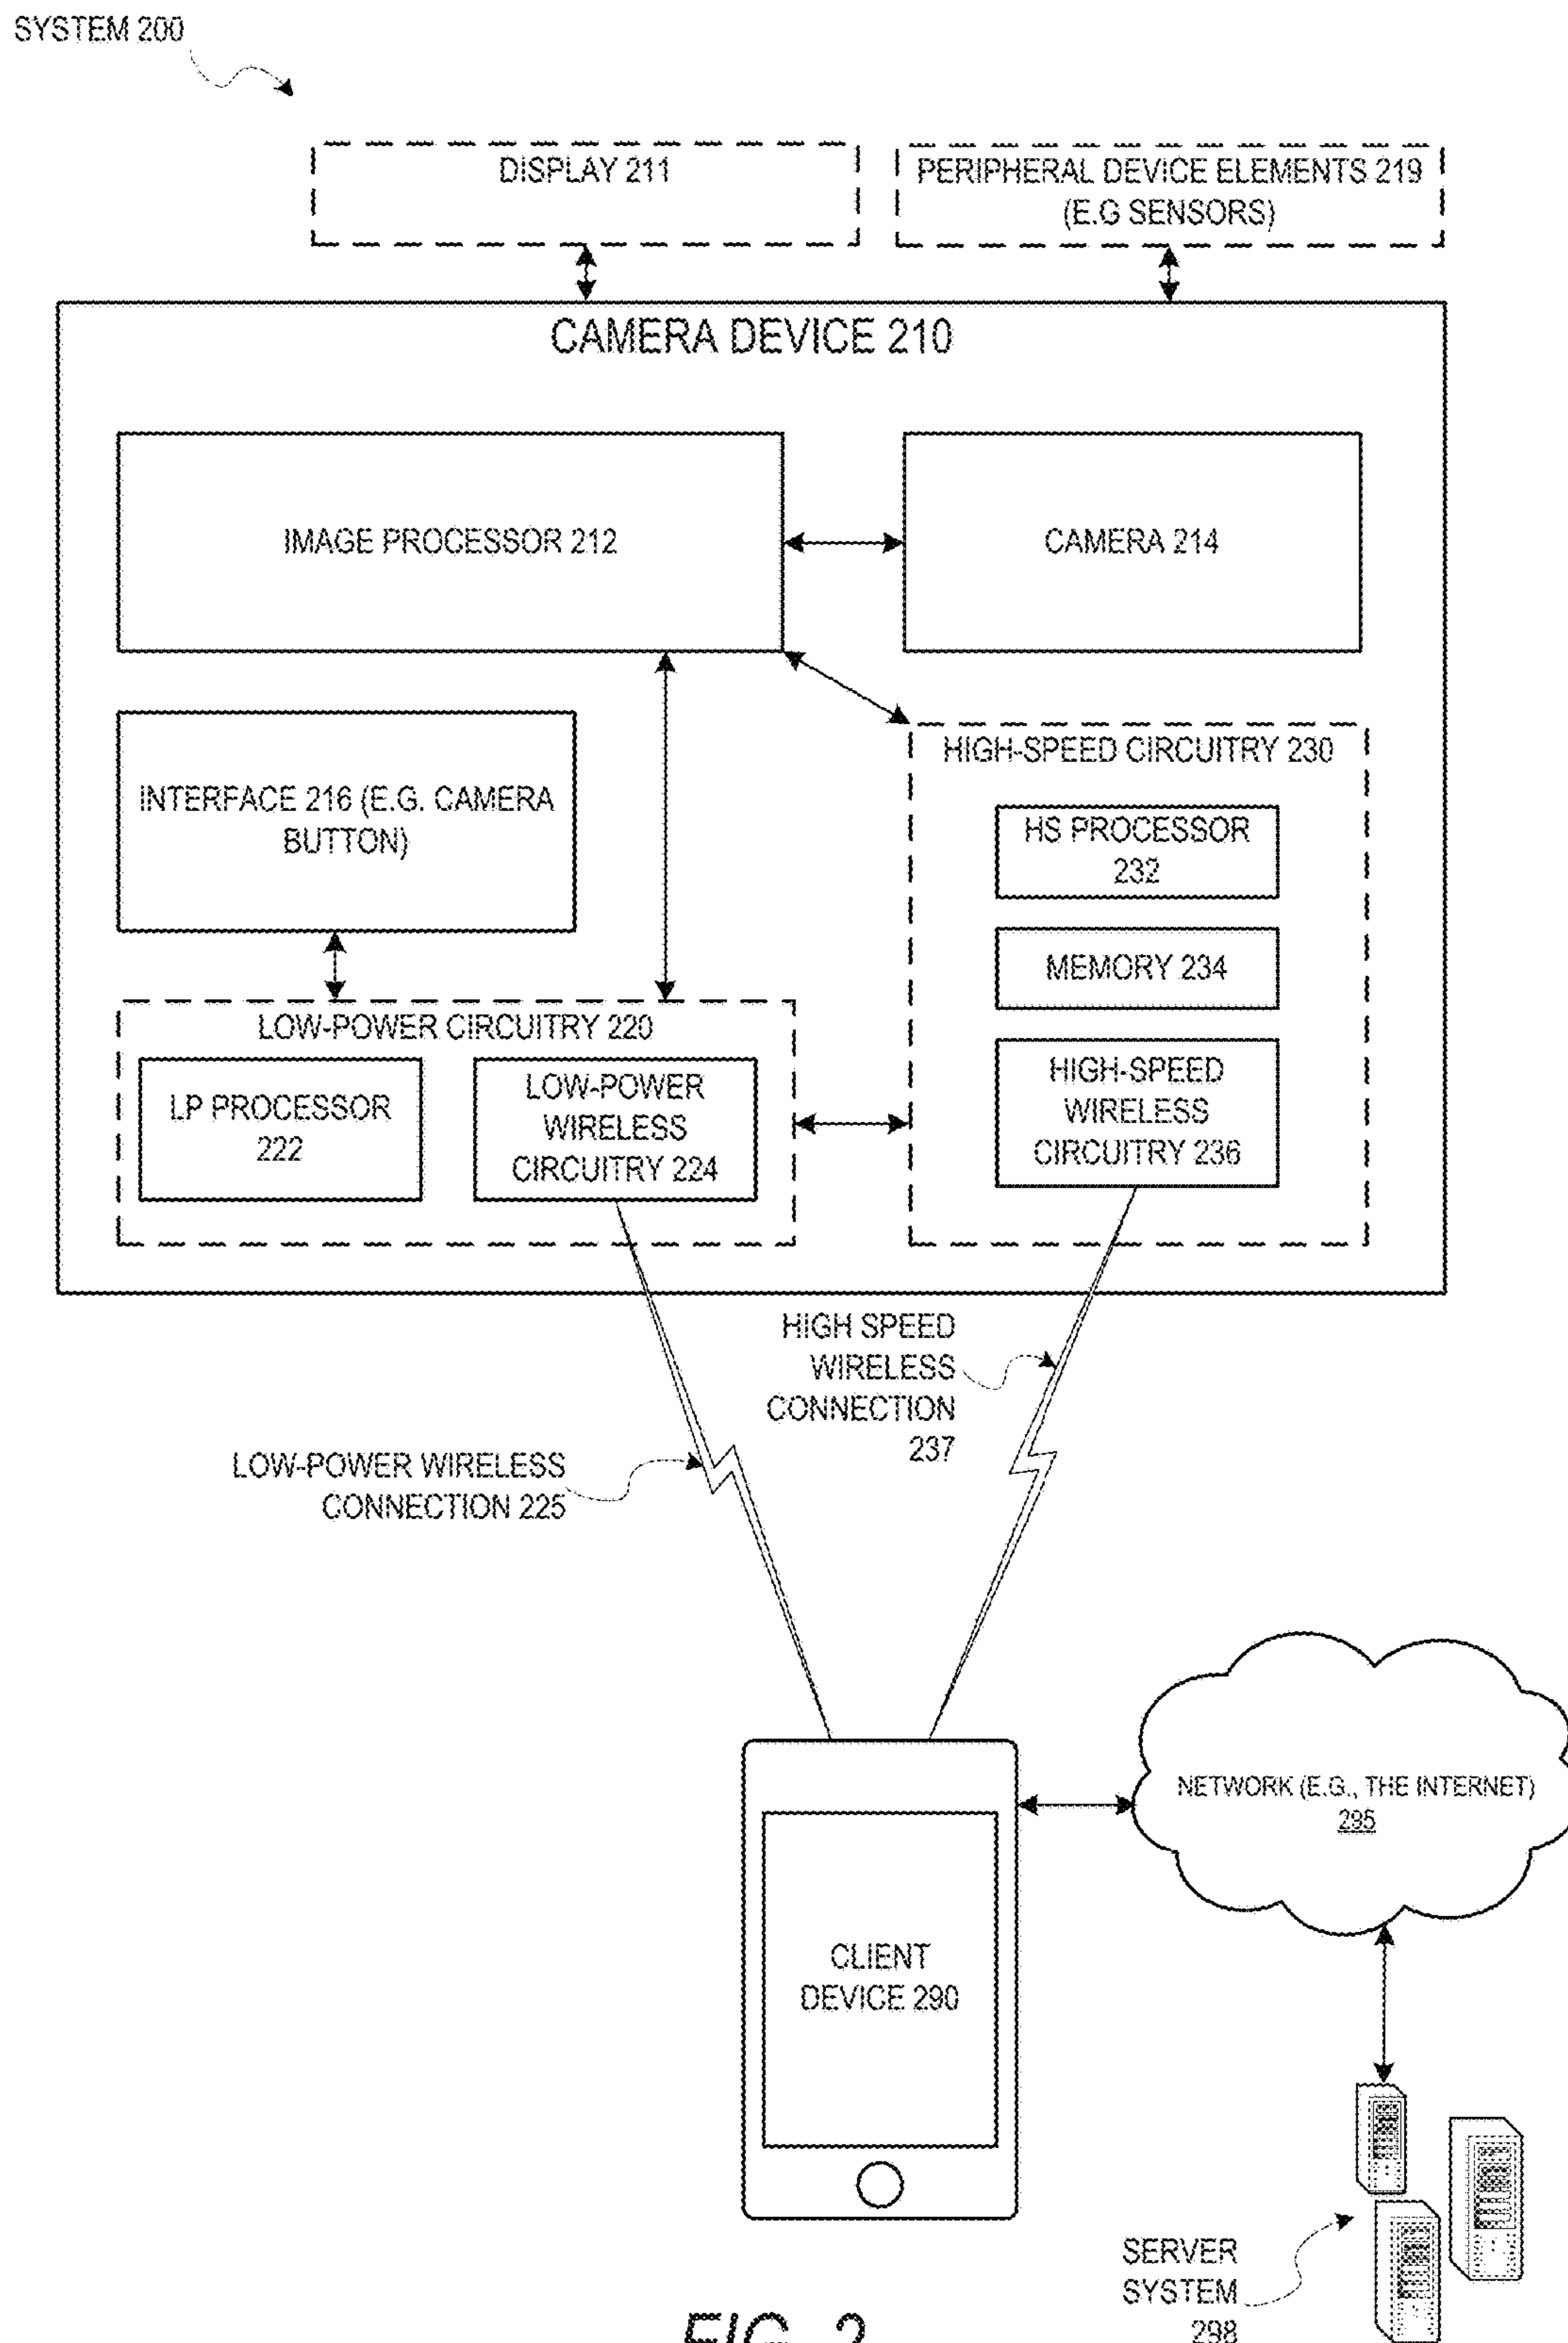 SYSTEM 200
DISPLAY 211
PERIPHERAL DEVICE ELEMENTS 219
(E.G SENSORS)
CAMERA DEVICE 210
IMAGE PROCESSOR 212
CAMERA 214
INTERFACE 216 (E.G. CAMERA
BUTTON)
HIGH-SPEED CIRCUITRY 230
HS PROCESSOR
232
MEMORY 234
HIGH-SPEED
WIRELESS
CIRCUITRY 236
LOW-POWER CIRCUITRY 220
LP PROCESSOR
222
LOW-POWER
WIRELESS
CIRCUITRY 224
HIGH SPEED
WIRELESS
CONNECTION
237
LOW-POWER WIRELESS
CONNECTION 225
NETWORK (E.G., THE INTERNET)
295
CLIENT
DEVICE 290
SERVER
SYSTEM
298
FIG. 2